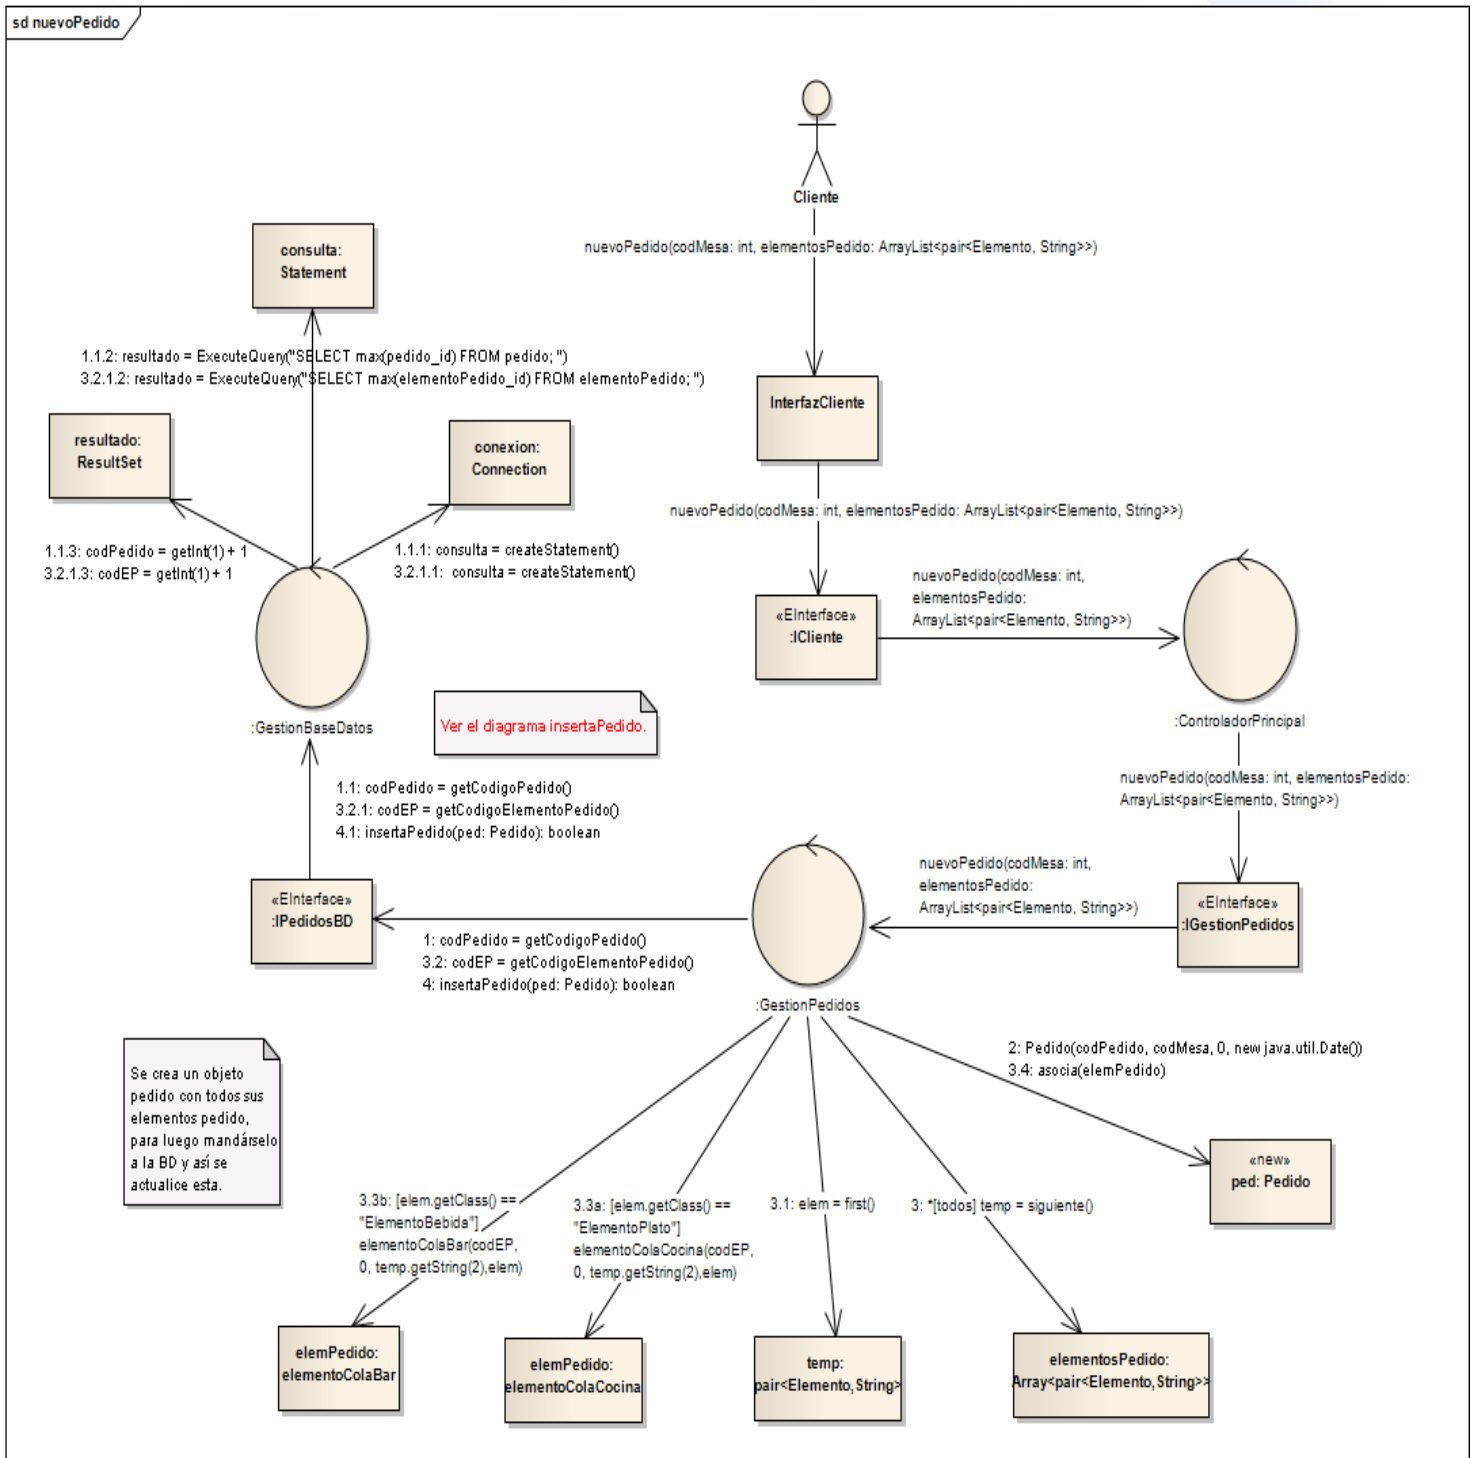 sd nuevoPedido
Cliente
nuevoPedido(codMesa: int, elementosPedido: ArrayList<pair<Elemento, String>>)
consulta:
Statement
1.1.2: resultado = ExecuteQuery("SELECT max(pedido_id) FROM pedido; ")
3.2.1.2: resultado = ExecuteQuery("SELECT max(elementoPedido_id) FROM elementoPedido; ")
InterfazCliente
resultado:
ResultSet
conexion:
Connection
nuevoPedido(codMesa: int, elementosPedido: ArrayList<pair<Elemento, String>>)
1.1.3: codPedido = getInt(1) + 1
3.2.1.3: codEP = getInt(1) + 1
1.1.1: consulta = createStatement()
3.2.1.1: consulta = createStatement()
nuevoPedido(codMesa: int,
elementosPedido:
ArrayList<pair<Elemento, String>>)
«EInterface»
:ICliente
:GestionBaseDatos
Ver el diagrama insertaPedido.
:ControladorPrincipal
nuevoPedido(codMesa: int, elementosPedido:
ArrayList<pair<Elemento, String>>)
1.1: codPedido = getCodigoPedido()
3.2.1: codEP = getCodigoElementoPedido()
4.1: insertaPedido(ped: Pedido): boolean
nuevoPedido(codMesa: int,
elementosPedido:
ArrayList<pair<Elemento, String>>)
«EInterface»
:IPedidosBD
«EInterface»
:IGestionPedidos
1: codPedido = getCodigoPedido()
3.2: codEP = getCodigoElementoPedido()
4: insertaPedido(ped: Pedido): boolean
:GestionPedidos
2: Pedido(codPedido, codMesa, 0, new java.util.Date())
3.4: asocia(elemPedido)
Se crea un objeto
pedido con todos sus
elementos pedido,
para luego mandárselo
a la BD y así se
actualice esta.
«new»
ped: Pedido
3.3b: [elem.getClass() ==
"ElementoBebida"]
elementoColaBar(codEP,
0, temp.getString(2),elem)
3.3a: [elem.getClass() ==
"ElementoPlato"]
elementoColaCocina(codEP,
0, temp.getString(2),elem)
3.1: elem = first()
3: *[todos] temp = siguiente()
elemPedido:
elementoColaBar
elemPedido:
elementoColaCocina
temp:
pair<Elemento,String>
elementosPedido:
Array<pair<Elemento,String>>